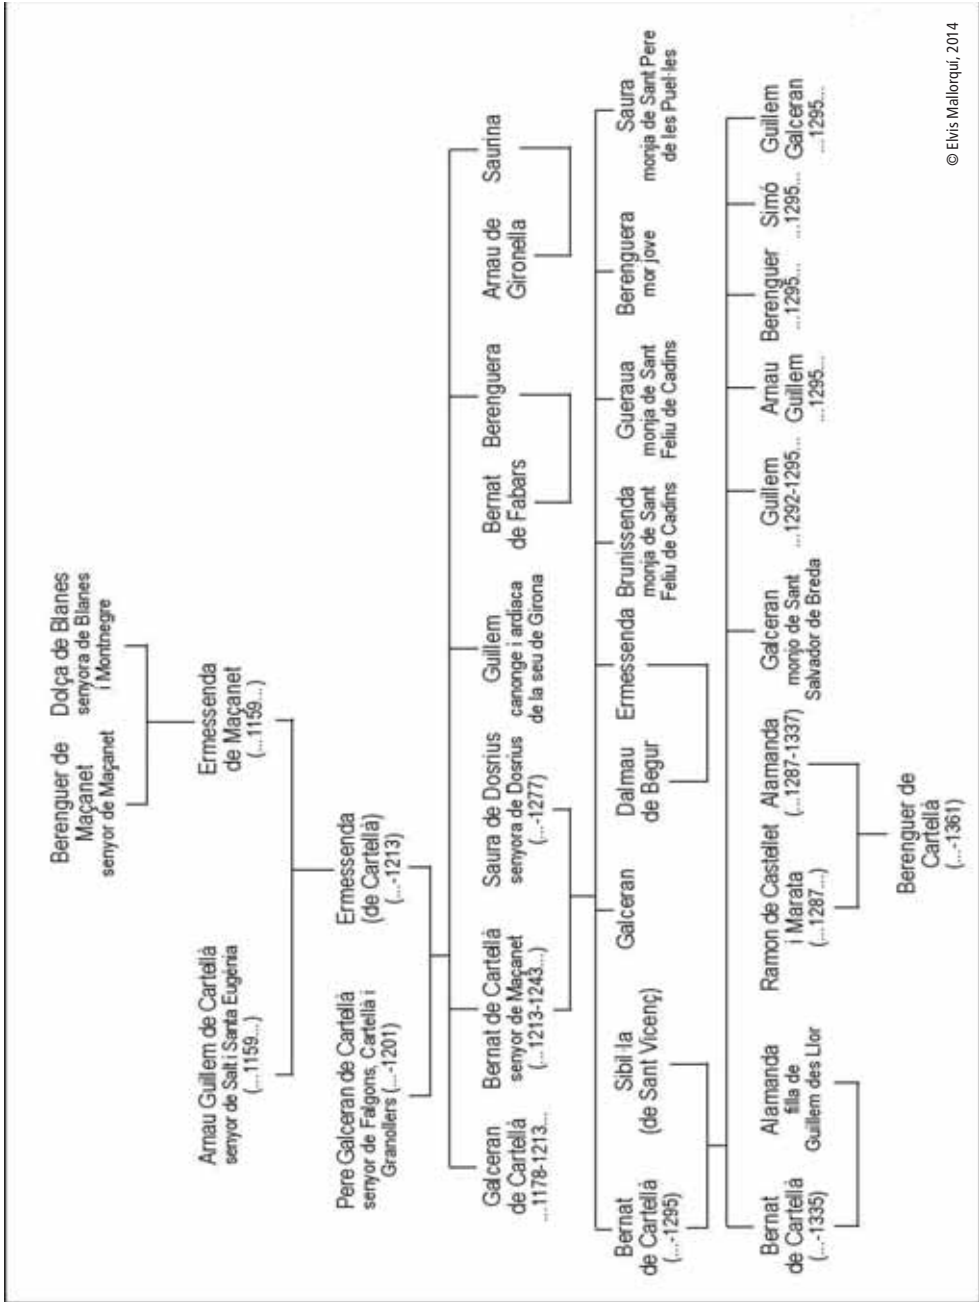 Berenguer de
Maçanet
senyor de Maçanet
Dolça de Blanes
senyora de Blanes
i Montnegre
Arnau Guillem de Cartellà
senyor de Salt i Santa Eugènia
(...1159...)
Ermessenda
de Maçanet
(...1159...)
Pere Galceran de Cartellà
senyor de Falgons, Cartellà i
Granollers (...-1201)
Ermessenda
(de Cartellà)
(...-1213)
Galceran
de Cartellà
...1178-1213...
Bernat de Cartellà
senyor de Maçanet
(...1213-1243...)
Saura de Dosrius
senyora de Dosrius
(...-1277)
Guillem
canonge i ardiaca
de la seu de Girona
Bernat
de Fabars
Berenguera
Arnau de
Gironella
Saurina
Bernat
de Cartellà
(...-1295)
Sibil·la
(de Sant Vicenç)
Galceran
Dalmau
de Begur
Ermessenda
Brunissenda
monja de Sant
Feliu de Cadins
Gueraua
monja de Sant
Feliu de Cadins
Berenguera
mor jove
Saura
monja de Sant Pere
de les Puel·les
Bernat
de Cartellà
(...-1335)
Alamanda
filla de
Guillem des Llor
Ramon de Castellet
i Marata
(...1287...)
Alamanda
(...1287-1337)
Galceran
monjo de Sant
Salvador de Breda
Guillem
...1292-1295...
Arnau
Guillem
...1295...
Berenguer
...1295...
Simó
...1295...
Guillem
Galceran
...1295...
Berenguer de
Cartellà
(...-1361)
© Elvis Mallorquí, 2014